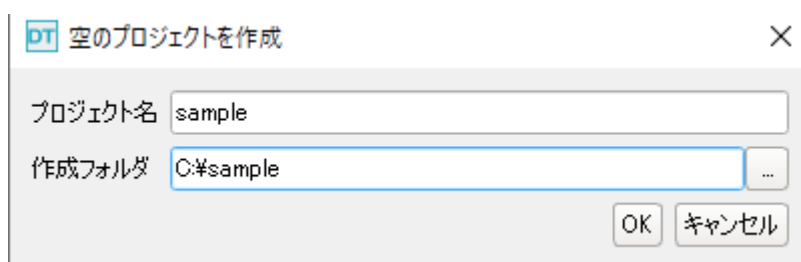 DT 空のプロジェクトを作成
プロジェクト名 sample
作成フォルダ C:¥sample ...
OK キャンセル